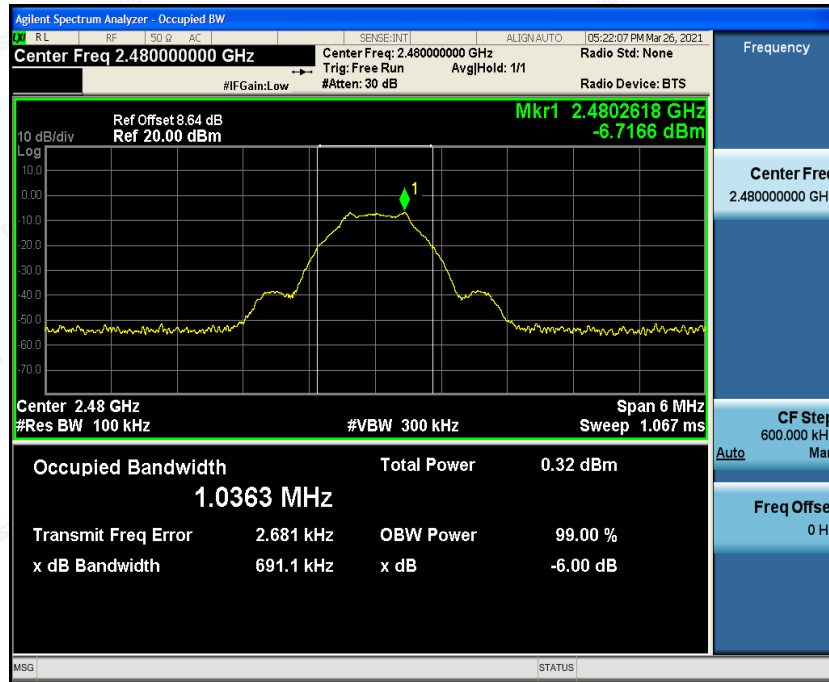 Agilent Spectrum Analyzer - Occupied BW
LXI RL RF 50 Ω AC SENSE:INT ALIGN AUTO 05:22:07 PM Mar 26, 2021
Center Freq 2.480000000 GHz
Center Freq: 2.480000000 GHz
Radio Std: None
Trig: Free Run Avg|Hold: 1/1
#IFGain:Low
#Atten: 30 dB
Radio Device: BTS
Ref Offset 8.64 dB
10 dB/div Ref 20.00 dBm
Mkr1 2.4802618 GHz
-6.7166 dBm
Log
10.0
0.00
-10.0
-20.0
-30.0
-40.0
-50.0
-60.0
-70.0
1
Center 2.48 GHz
Span 6 MHz
#Res BW 100 kHz
#VBW 300 kHz
Sweep 1.067 ms
Occupied Bandwidth
1.0363 MHz
Total Power 0.32 dBm
Transmit Freq Error 2.681 kHz
OBW Power 99.00 %
x dB Bandwidth 691.1 kHz
x dB -6.00 dB
MSG
STATUS
Frequency
Center Freq
2.480000000 GH
CF Step
600.000 kH
Auto Man
Freq Offse
0 H